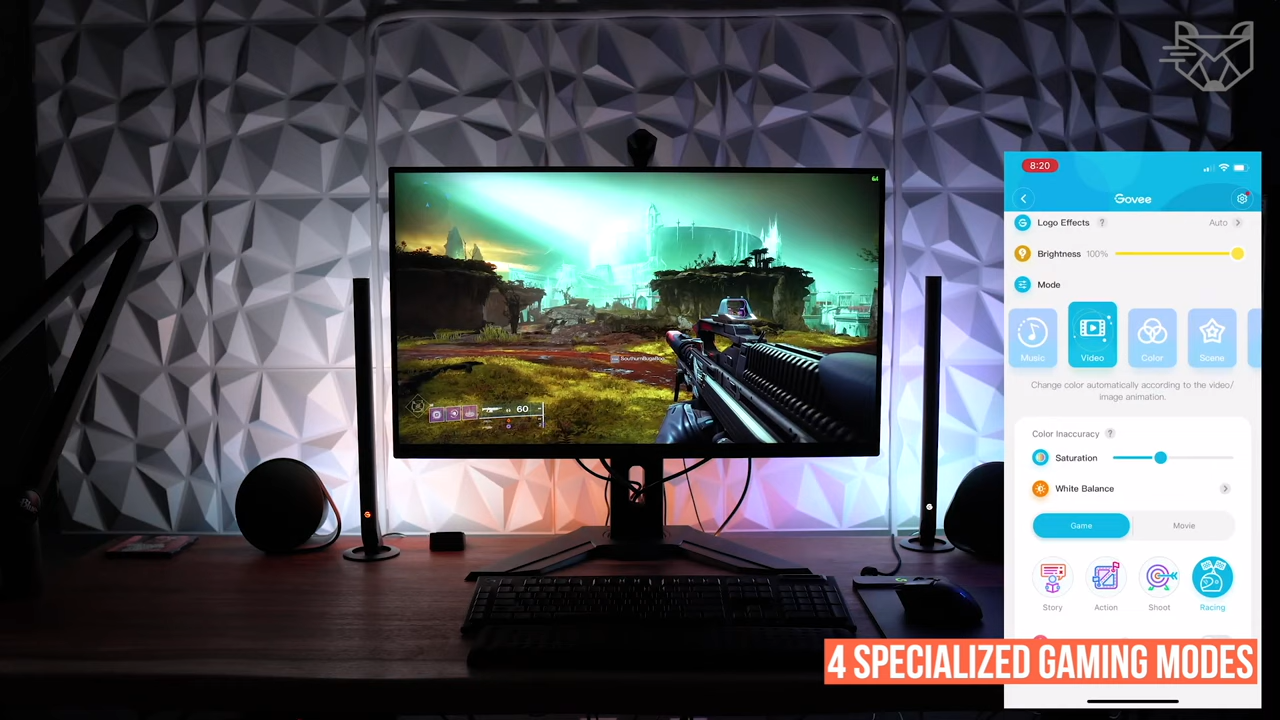 64
SouthurnRugaRoo
60
8:20
Govee
Logo Effects ? Auto
Brightness 100%
Mode
Music Video Color Scene
Change color automatically according to the video/
image animation.
Color Inaccuracy ?
Saturation
White Balance
Game Movie
Story Action Shoot Racing
4 SPECIALIZED GAMING MODES